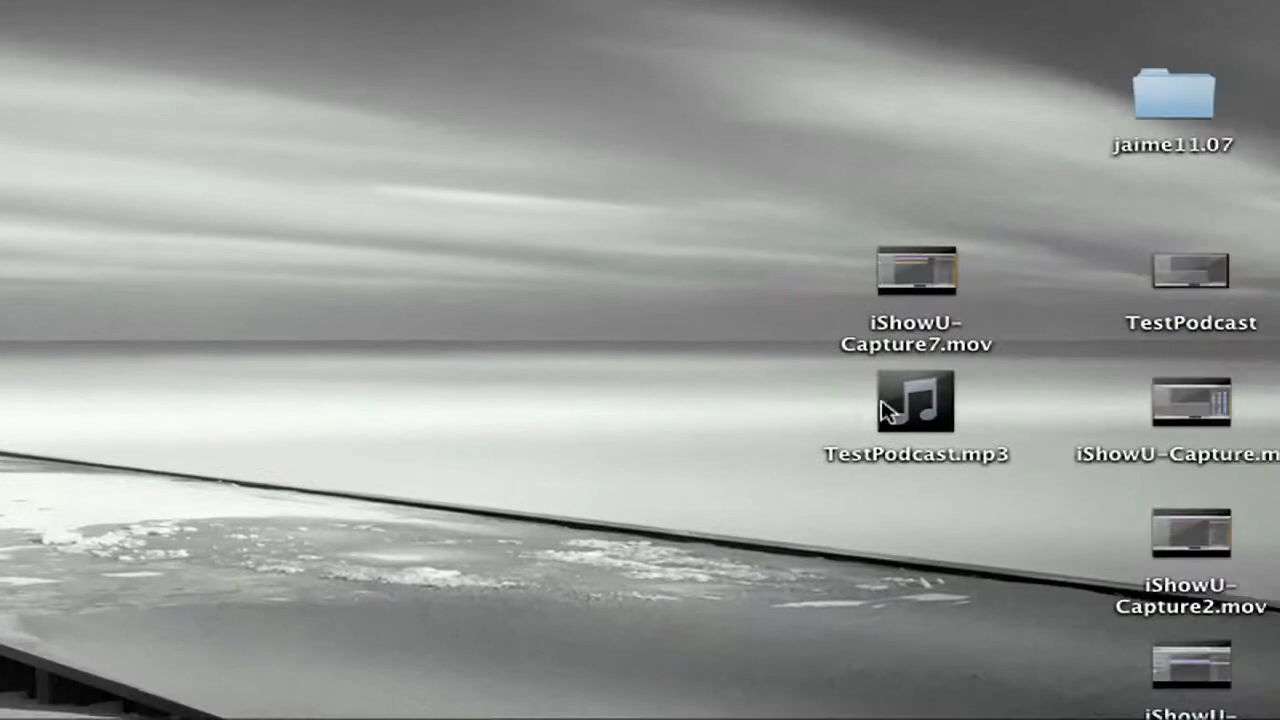 jaime11.07
iShowU-
Capture7.mov
TestPodcast
TestPodcast.mp3
iShowU-Capture.m
iShowU-
Capture2.mov
iShowU-